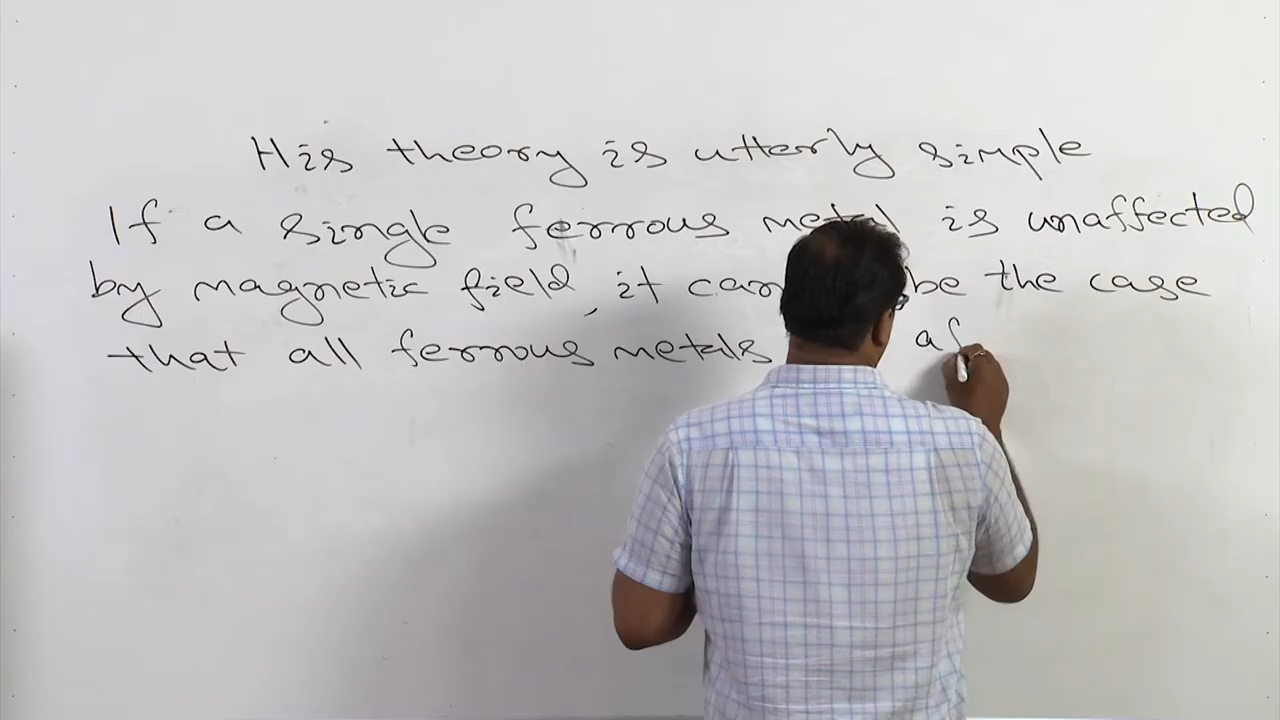 His theory is utterly simple
If a single ferrous metal is unaffected
by magnetic field, it can be the case
that all ferrous metals af